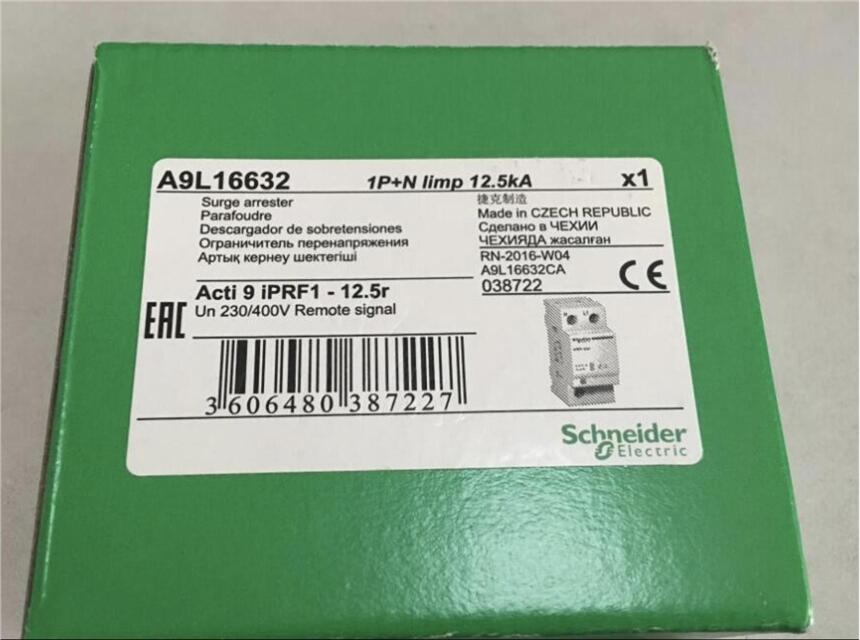 A9L16632 1P+N Iimp 12.5kA x1
Surge arrester
Parafoudre
Descargador de sobretensiones
Ограничитель перенапряжения
Артық кернеу шектегіші
捷克制造
Made in CZECH REPUBLIC
Сделано в ЧЕХИИ
ЧЕХИЯДА жасалған
RN-2016-W04
A9L16632CA
038722
CE
Acti 9 iPRF1 - 12.5r
Un 230/400V Remote signal
EAC
3 606480 387227
Schneider
Electric